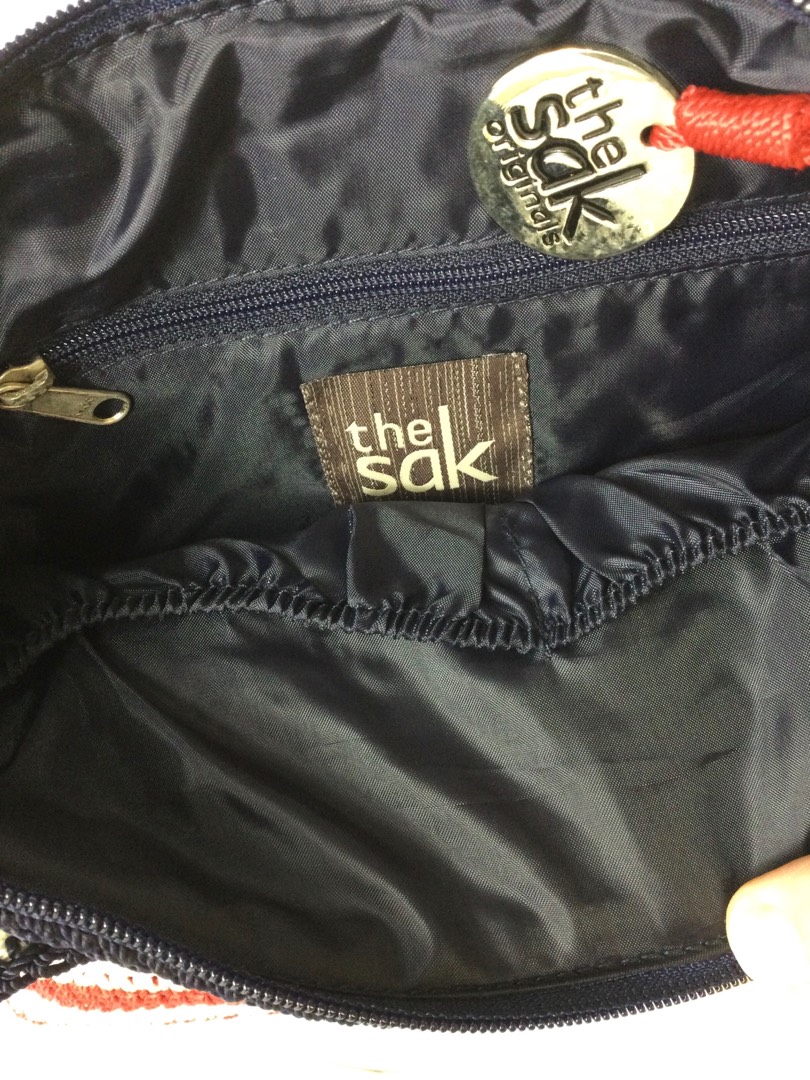 the
sak
originals
the
sak